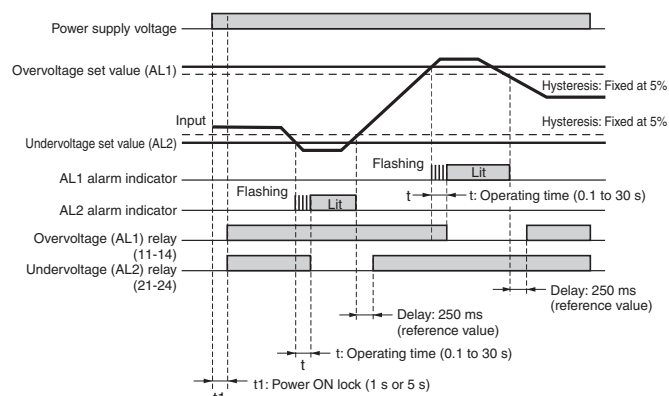 Power supply voltage
Overvoltage set value (AL1)
Hysteresis: Fixed at 5%
Input
Hysteresis: Fixed at 5%
Undervoltage set value (AL2)
Flashing
Lit
AL1 alarm indicator
t
t: Operating time (0.1 to 30 s)
Flashing
Lit
AL2 alarm indicator
Overvoltage (AL1) relay
(11-14)
Undervoltage (AL2) relay
(21-24)
Delay: 250 ms
(reference value)
Delay: 250 ms
(reference value)
t: Operating time (0.1 to 30 s)
t
t1: Power ON lock (1 s or 5 s)
t1